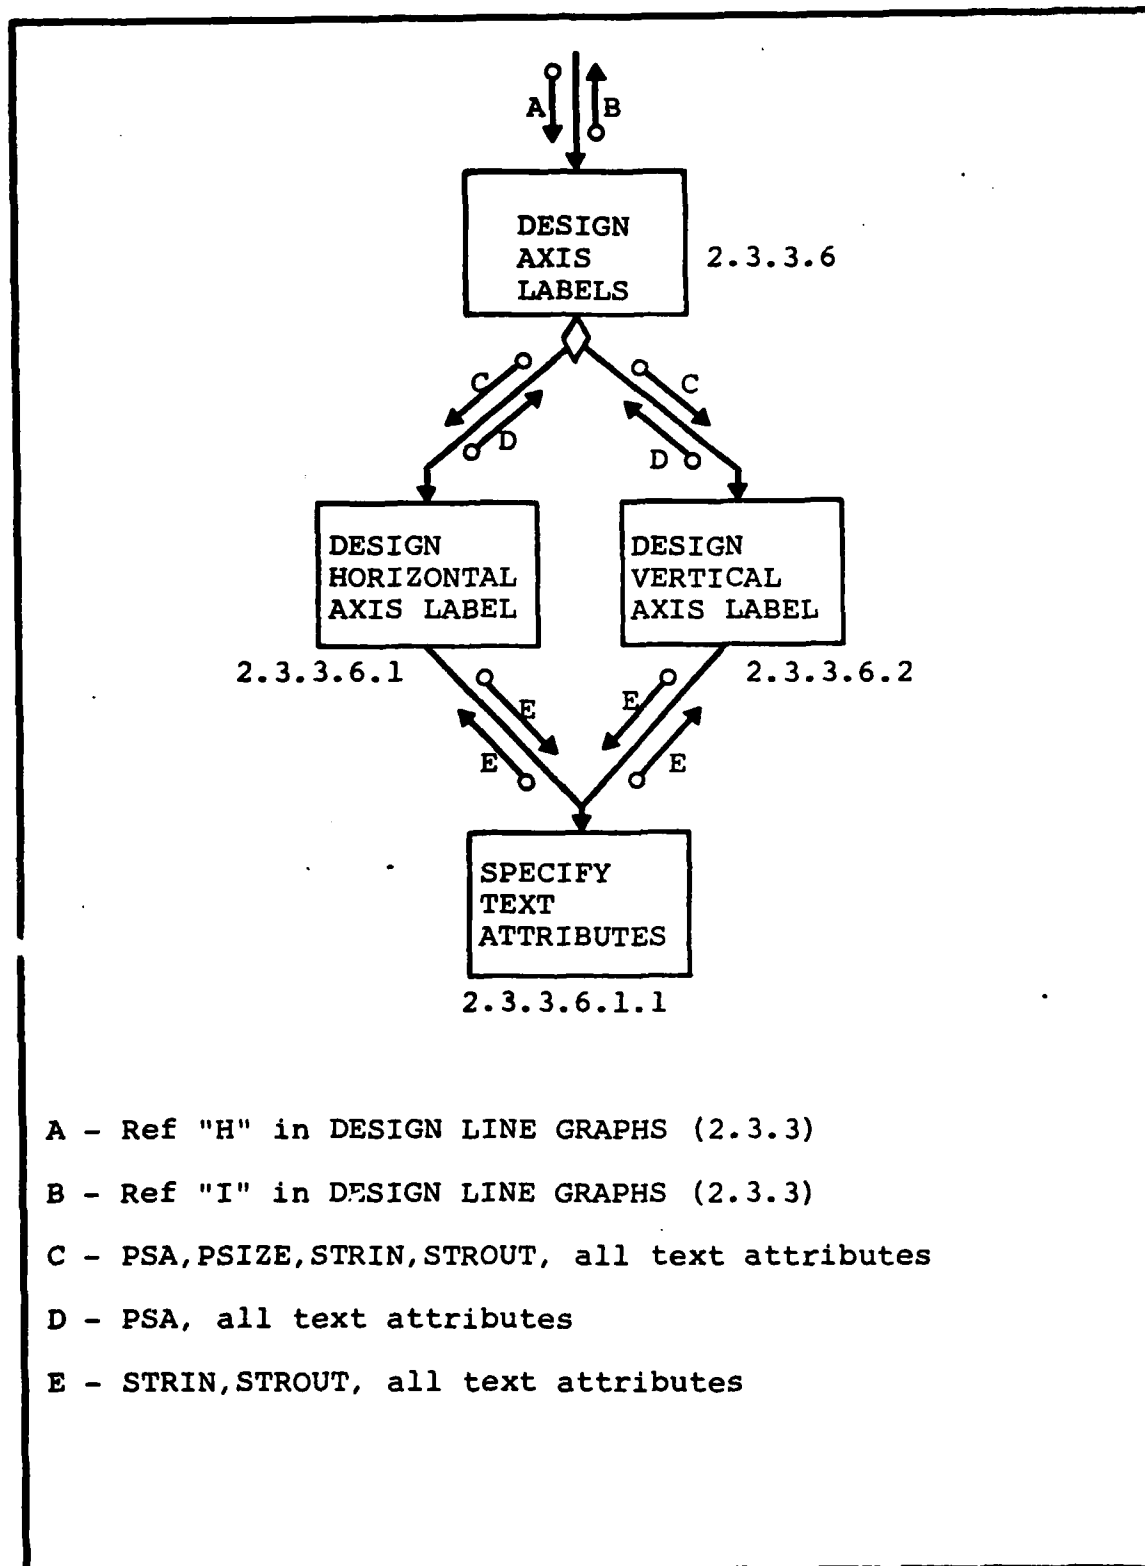 A
B
DESIGN
AXIS
LABELS
2.3.3.6
C
C
D
D
DESIGN
HORIZONTAL
AXIS LABEL
DESIGN
VERTICAL
AXIS LABEL
2.3.3.6.1
2.3.3.6.2
E
E
E
E
SPECIFY
TEXT
ATTRIBUTES
2.3.3.6.1.1
A - Ref "H" in DESIGN LINE GRAPHS (2.3.3)
B - Ref "I" in DESIGN LINE GRAPHS (2.3.3)
C - PSA,PSIZE,STRIN,STROUT, all text attributes
D - PSA, all text attributes
E - STRIN,STROUT, all text attributes